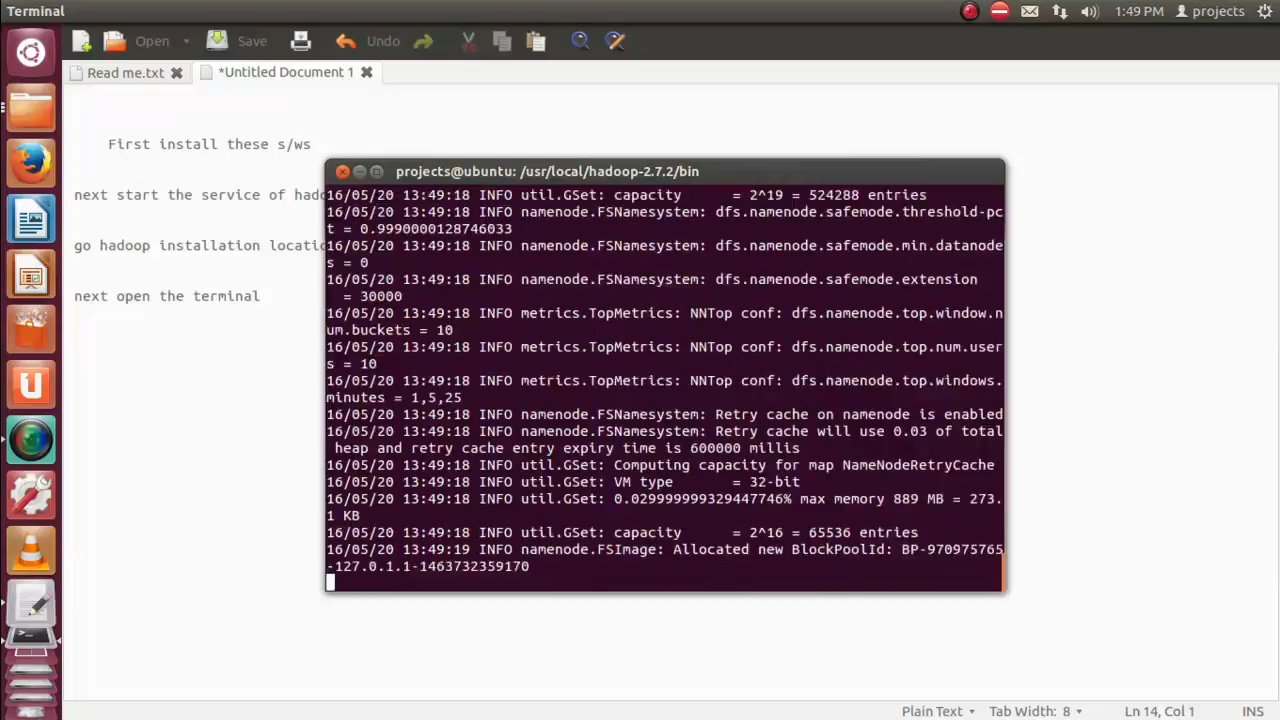 Terminal
1:49 PM
projects
Open
Save
Undo
Read me.txt
*Untitled Document 1
First install these s/ws
next start the service of hado
go hadoop installation locatio
next open the terminal
projects@ubuntu: /usr/local/hadoop-2.7.2/bin
16/05/20 13:49:18 INFO util.GSet: capacity      = 2^19 = 524288 entries
16/05/20 13:49:18 INFO namenode.FSNamesystem: dfs.namenode.safemode.threshold-pc
t = 0.9990000128746033
16/05/20 13:49:18 INFO namenode.FSNamesystem: dfs.namenode.safemode.min.datanode
s = 0
16/05/20 13:49:18 INFO namenode.FSNamesystem: dfs.namenode.safemode.extension
  = 30000
16/05/20 13:49:18 INFO metrics.TopMetrics: NNTop conf: dfs.namenode.top.window.n
um.buckets = 10
16/05/20 13:49:18 INFO metrics.TopMetrics: NNTop conf: dfs.namenode.top.num.user
s = 10
16/05/20 13:49:18 INFO metrics.TopMetrics: NNTop conf: dfs.namenode.top.windows.
minutes = 1,5,25
16/05/20 13:49:18 INFO namenode.FSNamesystem: Retry cache on namenode is enabled
16/05/20 13:49:18 INFO namenode.FSNamesystem: Retry cache will use 0.03 of total
 heap and retry cache entry expiry time is 600000 millis
16/05/20 13:49:18 INFO util.GSet: Computing capacity for map NameNodeRetryCache
16/05/20 13:49:18 INFO util.GSet: VM type       = 32-bit
16/05/20 13:49:18 INFO util.GSet: 0.029999999329447746% max memory 889 MB = 273.
1 KB
16/05/20 13:49:18 INFO util.GSet: capacity      = 2^16 = 65536 entries
16/05/20 13:49:19 INFO namenode.FSImage: Allocated new BlockPoolId: BP-970975765
-127.0.1.1-1463732359170
Plain Text
Tab Width: 8
Ln 14, Col 1
INS